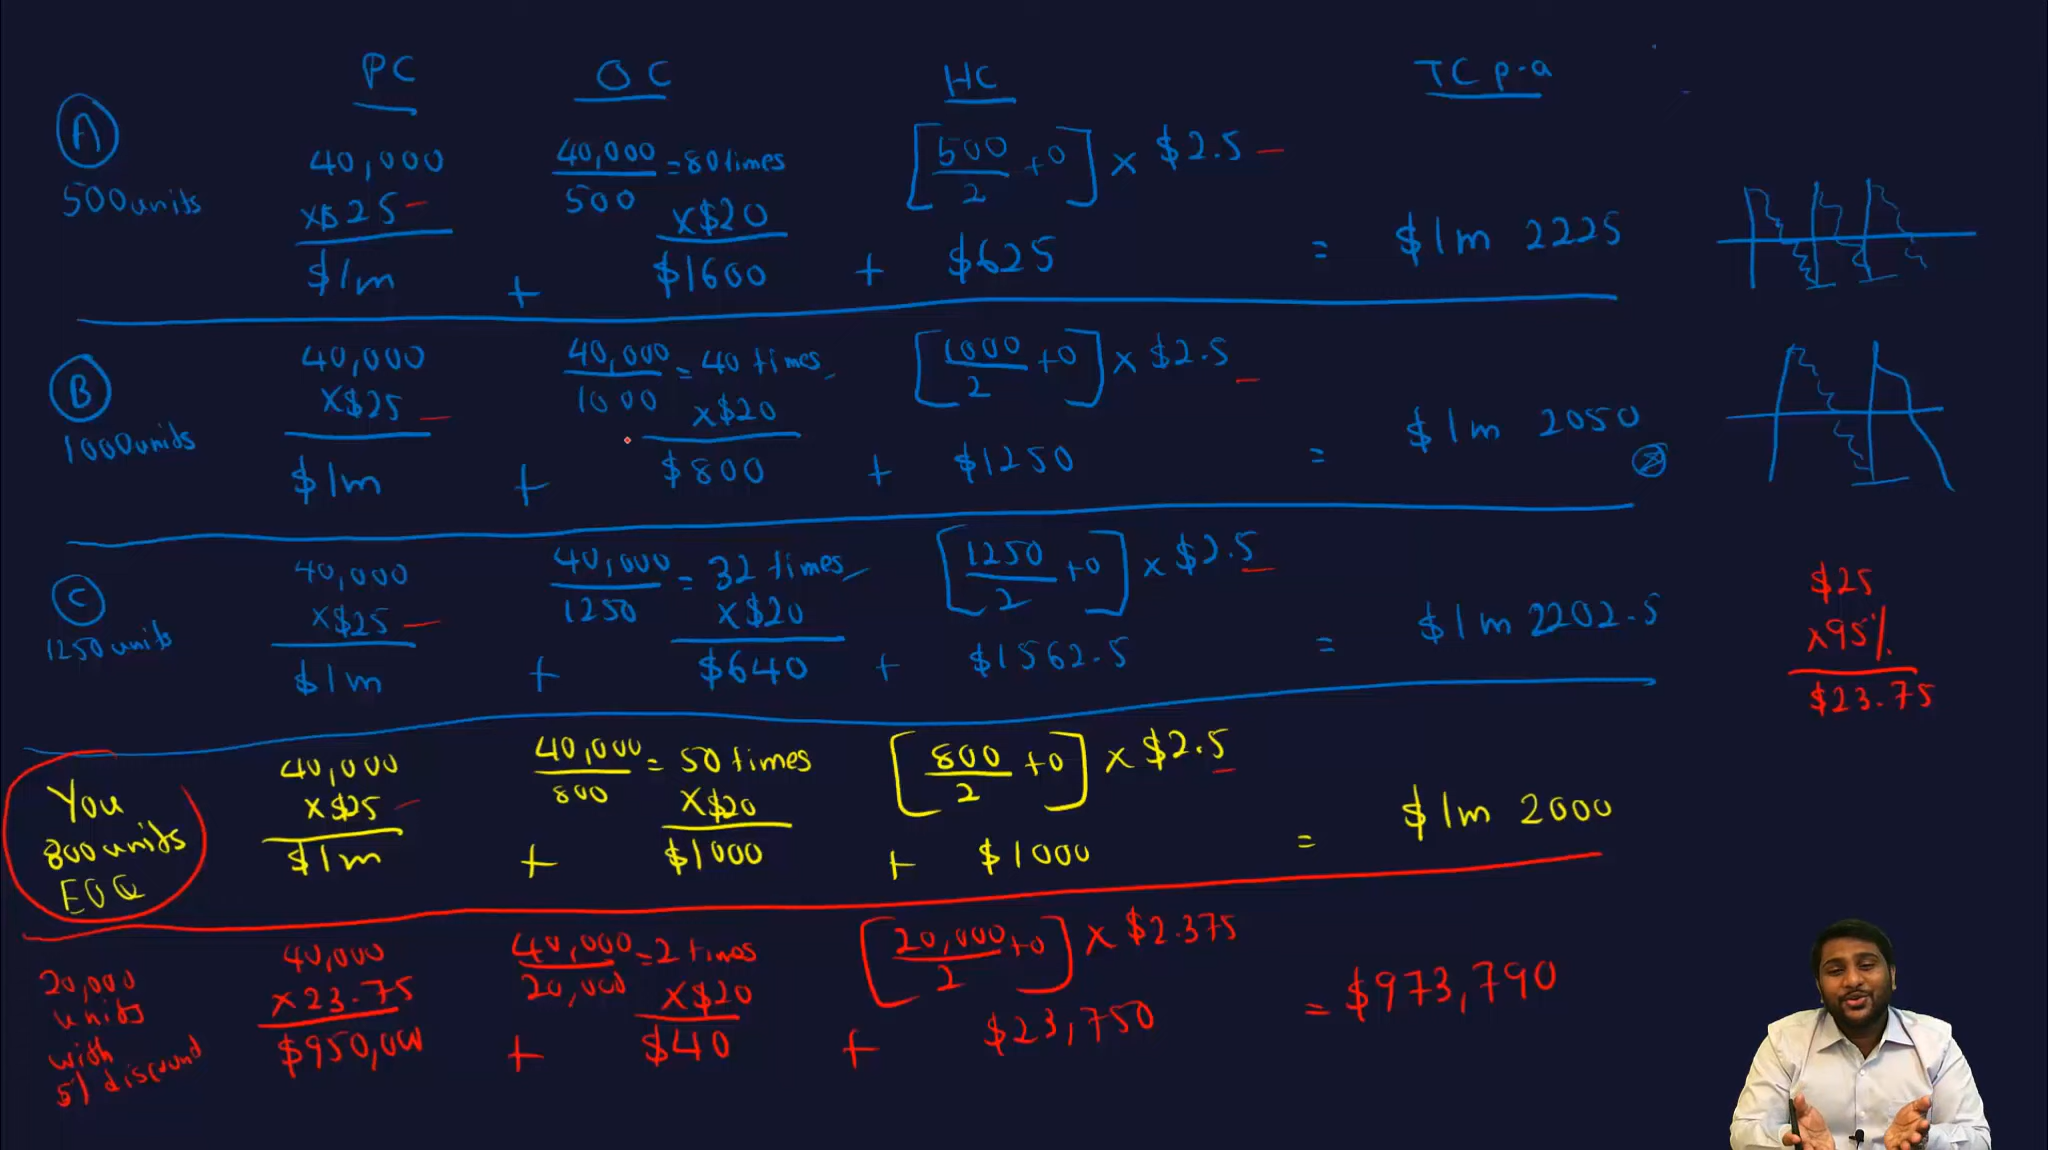 PC OC HC TC p.a
A
500 units
40,000
x$25
$1m
+
40,000 = 80 times
500
x$20
$1600
+
[500/2 +0] x $2.5
$625
= $1m 2225
B
1000 units
40,000
x$25
$1m
+
40,000 = 40 times
1000
x$20
$800
+
[1000/2 +0] x $2.5
$1250
= $1m 2050
C
1250 units
40,000
x$25
$1m
+
40,000 = 32 times
1250
x$20
$640
+
[1250/2 +0] x $2.5
$1562.5
= $1m 2202.5
$25
x95%
$23.75
You
800 units
EOQ
40,000
x$25
$1m
+
40,000 = 50 times
800
x$20
$1000
+
[800/2 +0] x $2.5
$1000
= $1m 2000
20,000
units
with
5% discound
40,000
x23.75
$950,000
+
40,000 = 2 times
20,000
x$20
$40
+
[20,000/2 +0] x $2.375
$23,750
= $973,790